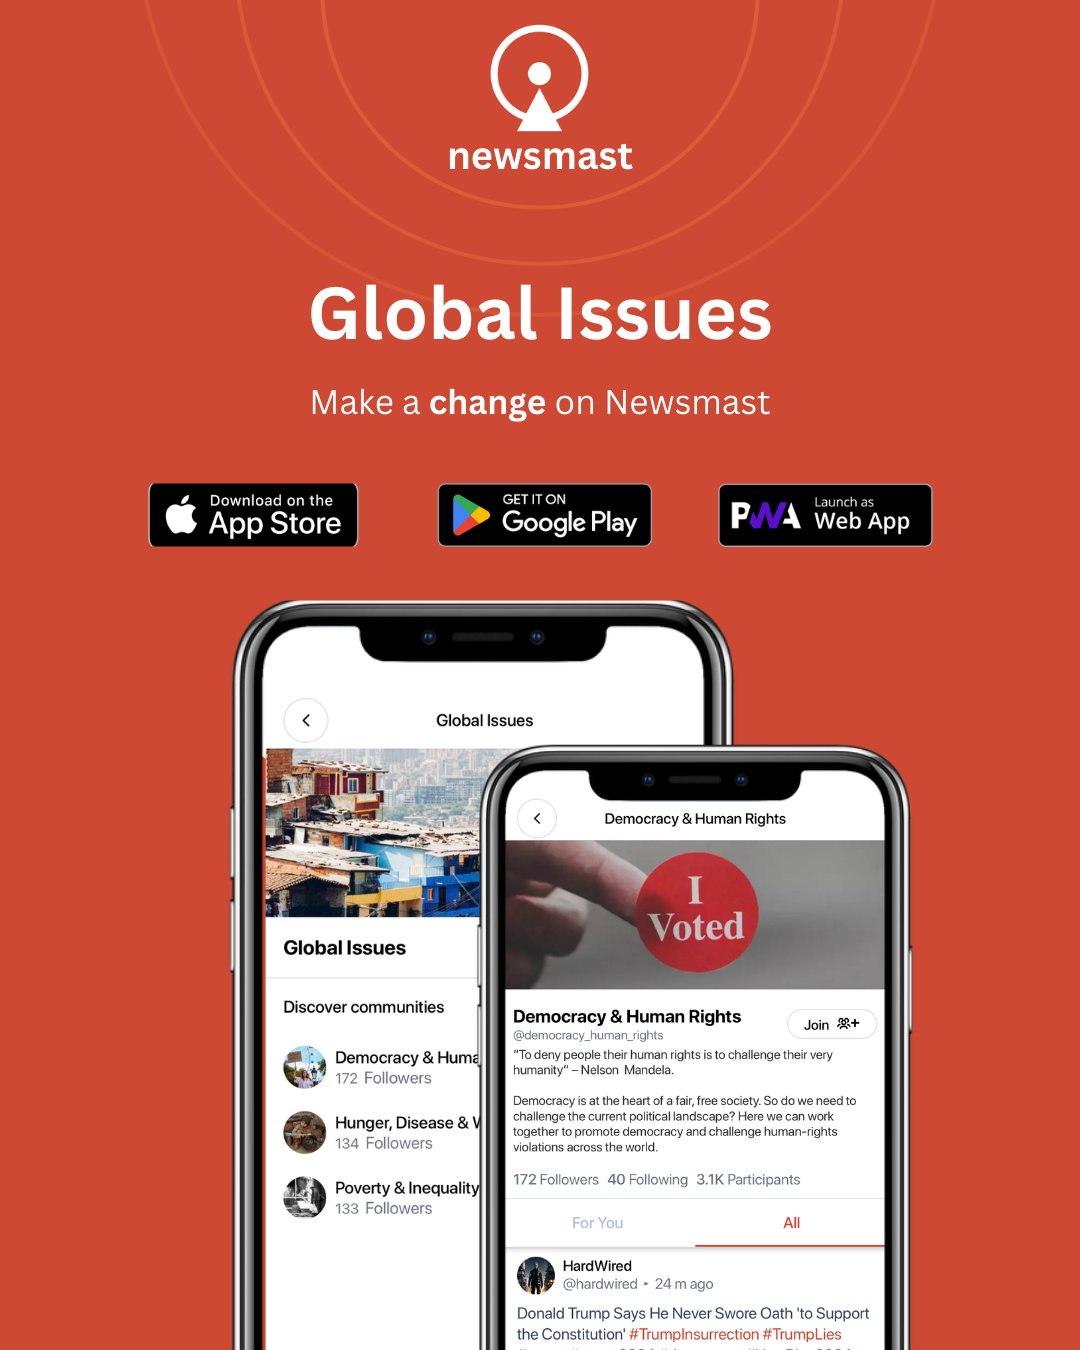 newsmast
Global Issues
Make a change on Newsmast
Download on the
App Store
GET IT ON
Google Play
PWA
Launch as
Web App
Global Issues
Global Issues
Discover communities
Democracy & Huma
172 Followers
Hunger, Disease & W
134 Followers
Poverty & Inequality
133 Followers
Democracy & Human Rights
I
Voted
Democracy & Human Rights
Join
@democracy_human_rights
“To deny people their human rights is to challenge their very
humanity” – Nelson Mandela.
Democracy is at the heart of a fair, free society. So do we need to
challenge the current political landscape? Here we can work
together to promote democracy and challenge human-rights
violations across the world.
172 Followers 40 Following 3.1K Participants
For You
All
HardWired
@hardwired • 24 m ago
Donald Trump Says He Never Swore Oath 'to Support
the Constitution' #TrumpInsurrection #TrumpLies